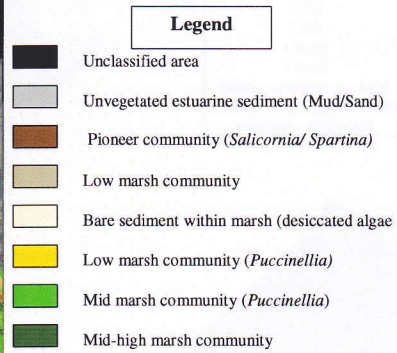 Legend
Unclassified area
Unvegetated estuarine sediment (Mud/Sand)
Pioneer community (Salicornia/ Spartina)
Low marsh community
Bare sediment within marsh (desiccated algae
Low marsh community (Puccinellia)
Mid marsh community (Puccinellia)
Mid-high marsh community